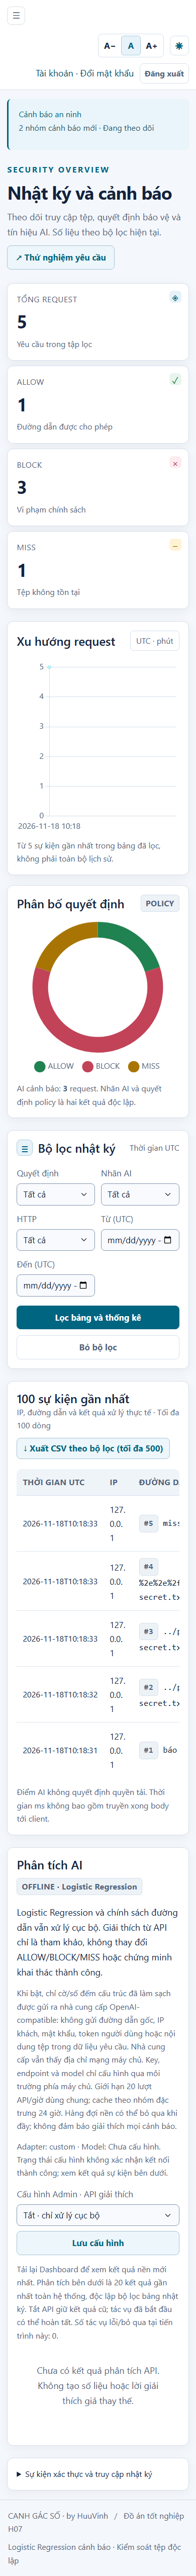 A− A A+
Tài khoản · Đổi mật khẩu Đăng xuất
Cảnh báo an ninh
2 nhóm cảnh báo mới · Đang theo dõi
SECURITY OVERVIEW
Nhật ký và cảnh báo
Theo dõi truy cập tệp, quyết định bảo vệ và
tín hiệu AI. Số liệu theo bộ lọc hiện tại.
↗ Thử nghiệm yêu cầu
TỔNG REQUEST
5
Yêu cầu trong tập lọc
ALLOW
1
Đường dẫn được cho phép
BLOCK
3
Vi phạm chính sách
MISS
1
Tệp không tồn tại
Xu hướng request UTC · phút
5
4
3
2
1
0
2026-11-18 10:18
Từ 5 sự kiện gần nhất trong bảng đã lọc,
không phải toàn bộ lịch sử.
Phân bố quyết định POLICY
ALLOW BLOCK MISS
AI cảnh báo: 3 request. Nhãn AI và quyết
định policy là hai kết quả độc lập.
Bộ lọc nhật ký Thời gian UTC
Quyết định Nhãn AI
Tất cả Tất cả
HTTP Từ (UTC)
Tất cả mm/dd/yyyy -
Đến (UTC)
mm/dd/yyyy -
Lọc bảng và thống kê
Bỏ bộ lọc
100 sự kiện gần nhất
IP, đường dẫn và kết quả xử lý thực tế · Tối đa
100 dòng
↓ Xuất CSV theo bộ lọc (tối đa 500)
THỜI GIAN UTC IP ĐƯỜNG D
2026-11-18T10:18:33 127.0.0.1 #5 miss
2026-11-18T10:18:33 127.0.0.1 #4 %2e%2e%2f secret.tx
2026-11-18T10:18:33 127.0.0.1 #3 ../p secret.tx
2026-11-18T10:18:32 127.0.0.1 #2 ../p secret.tx
2026-11-18T10:18:31 127.0.0.1 #1 báo
Điểm AI không quyết định quyền tải. Thời
gian ms không bao gồm truyền xong body
tới client.
Phân tích AI
OFFLINE · Logistic Regression
Logistic Regression và chính sách đường
dẫn vẫn xử lý cục bộ. Giải thích từ API
chỉ là tham khảo, không thay đổi
ALLOW/BLOCK/MISS hoặc chứng minh
khai thác thành công.
Khi bật, chỉ cờ/số đếm cấu trúc đã làm sạch
được gửi ra nhà cung cấp OpenAI-
compatible: không gửi đường dẫn gốc, IP
khách, mật khẩu, token người dùng hoặc nội
dung tệp trong dữ liệu yêu cầu. Nhà cung
cấp vẫn thấy địa chỉ mạng máy chủ. Key,
endpoint và model chỉ cấu hình qua môi
trường phía máy chủ. Giới hạn 20 lượt
API/giờ dùng chung; cache theo nhóm đặc
trưng 24 giờ. Hàng đợi nền có thể bỏ qua khi
đầy; không đảm bảo giải thích mọi cảnh báo.
Adapter: custom · Model: Chưa cấu hình.
Trạng thái cấu hình không xác nhận kết nối
thành công; xem kết quả sự kiện bên dưới.
Cấu hình Admin · API giải thích
Tắt · chỉ xử lý cục bộ
Lưu cấu hình
Tải lại Dashboard để xem kết quả nền mới
nhất. Phân tích bên dưới là 20 kết quả gần
nhất toàn hệ thống, độc lập bộ lọc bảng nhật
ký. Tắt API giữ kết quả cũ; tác vụ đã bắt đầu
có thể hoàn tất. Số tác vụ lỗi/bỏ qua tại tiến
trình này: 0.
Chưa có kết quả phân tích API.
Không tạo số liệu hoặc lời giải
thích giả thay thế.
▸ Sự kiện xác thực và truy cập nhật ký
CANH GÁC SỐ · by HuuVinh / Đồ án tốt nghiệp
H07
Logistic Regression cảnh báo · Kiểm soát tệp độc
lập